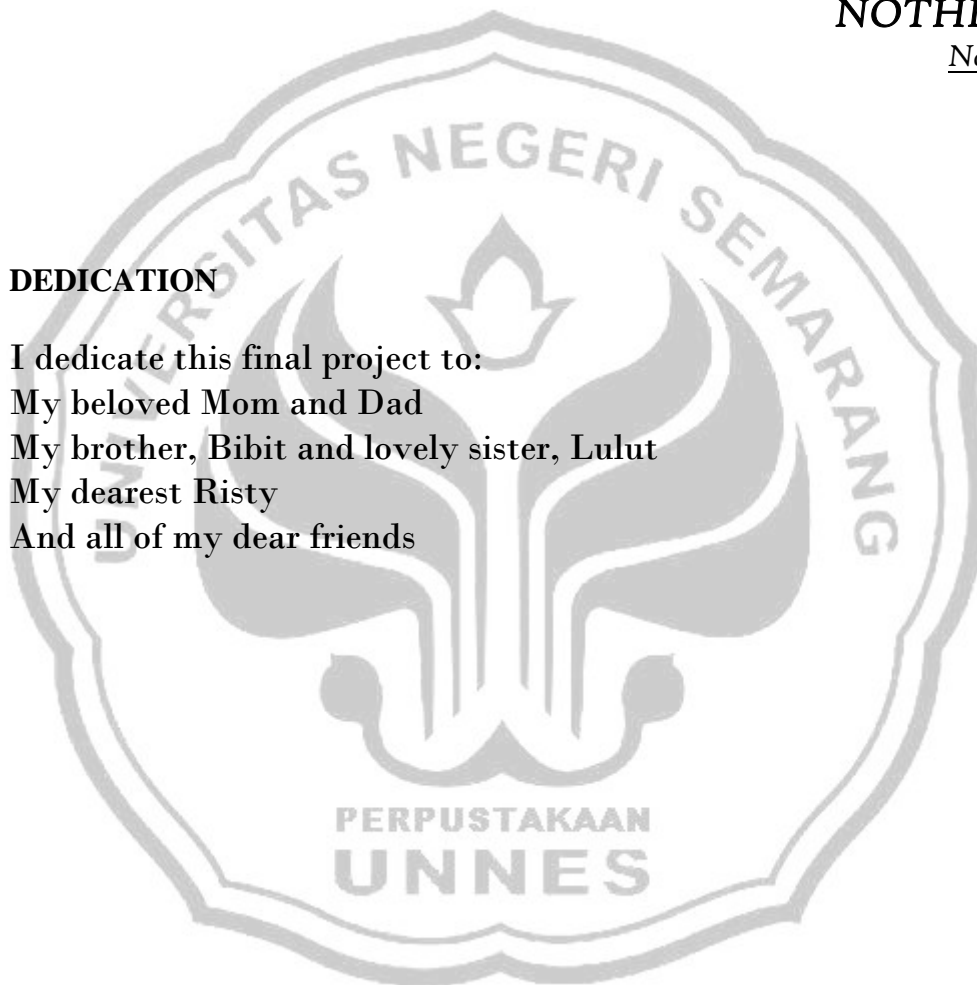 DEDICATION
I dedicate this final project to:
My beloved Mom and Dad
My brother, Bibit and lovely sister, Lulut
My dearest Risty
And all of my dear friends
UNIVERSITAS NEGERI SEMARANG
PERPUSTAKAAN
UNNES